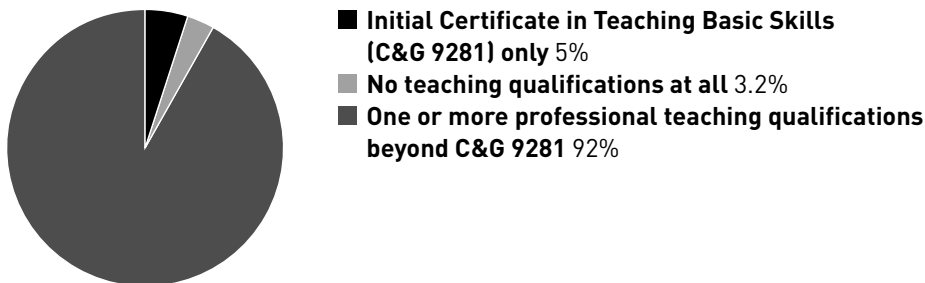 Initial Certificate in Teaching Basic Skills
(C&G 9281) only 5%
No teaching qualifications at all 3.2%
One or more professional teaching qualifications
beyond C&G 9281 92%